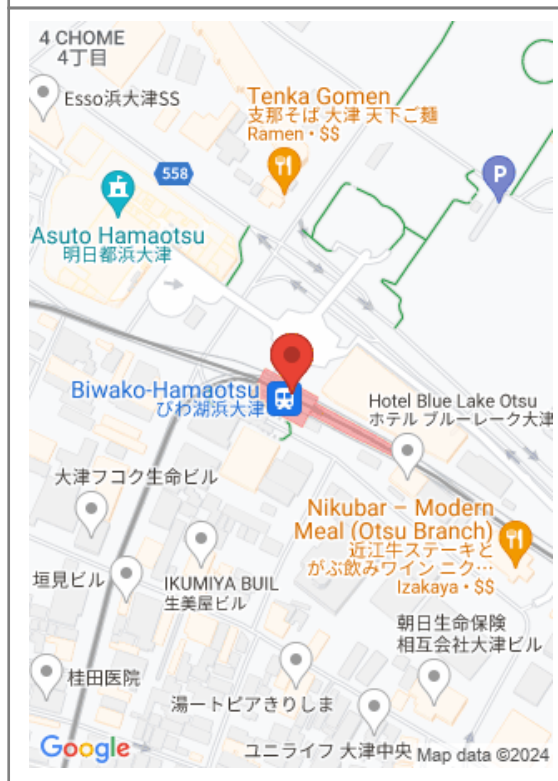 4 CHOME
4丁目
Esso浜大津SS
Tenka Gomen
支那そば 大津 天下ご麺
Ramen • $$
558
P
Asuto Hamaotsu
明日都浜大津
Biwako-Hamaotsu
びわ湖浜大津
Hotel Blue Lake Otsu
ホテル ブルーレーク大津
大津フコク生命ビル
Nikubar – Modern
Meal (Otsu Branch)
近江牛ステーキと
がぶ飲みワイン ニク…
Izakaya • $$
垣見ビル
IKUMIYA BUIL
生美屋ビル
朝日生命保険
相互会社大津ビル
桂田医院
湯ートピアきりしま
ユニライフ 大津中央
Google
Map data ©2024